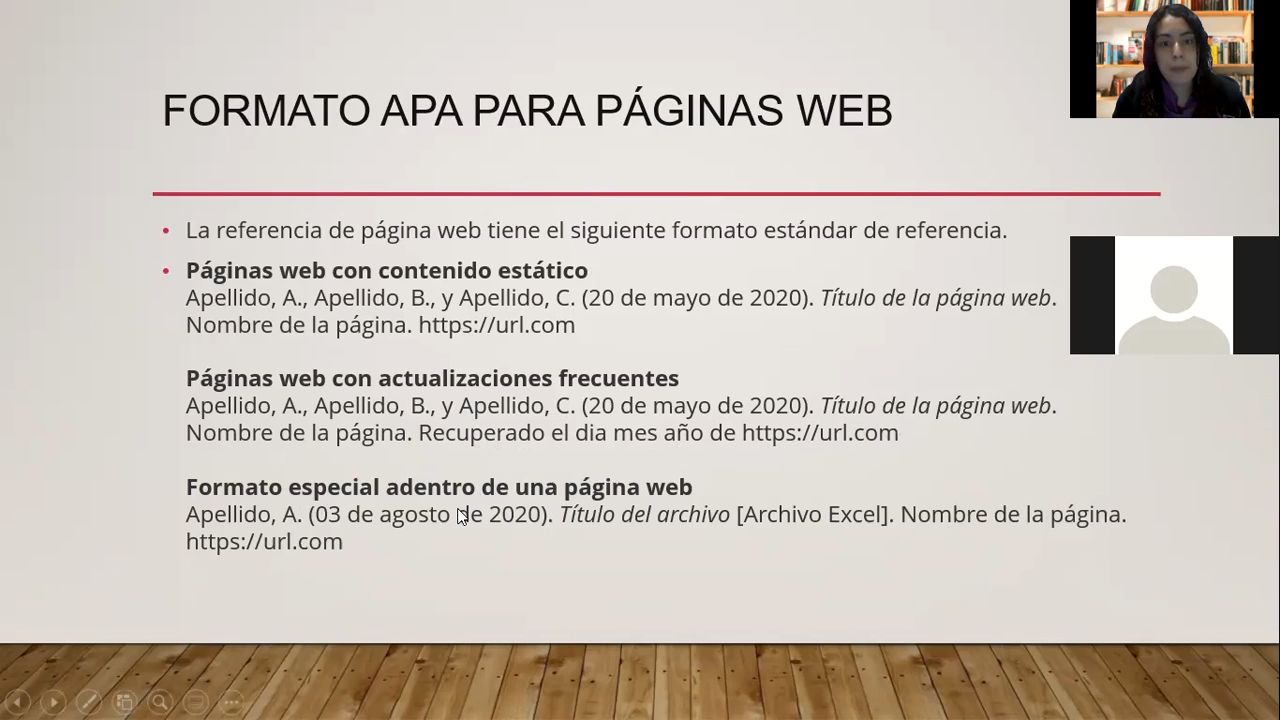 FORMATO APA PARA PÁGINAS WEB
• La referencia de página web tiene el siguiente formato estándar de referencia.
• Páginas web con contenido estático
Apellido, A., Apellido, B., y Apellido, C. (20 de mayo de 2020). Título de la página web.
Nombre de la página. https://url.com
Páginas web con actualizaciones frecuentes
Apellido, A., Apellido, B., y Apellido, C. (20 de mayo de 2020). Título de la página web.
Nombre de la página. Recuperado el dia mes año de https://url.com
Formato especial adentro de una página web
Apellido, A. (03 de agosto de 2020). Título del archivo [Archivo Excel]. Nombre de la página.
https://url.com